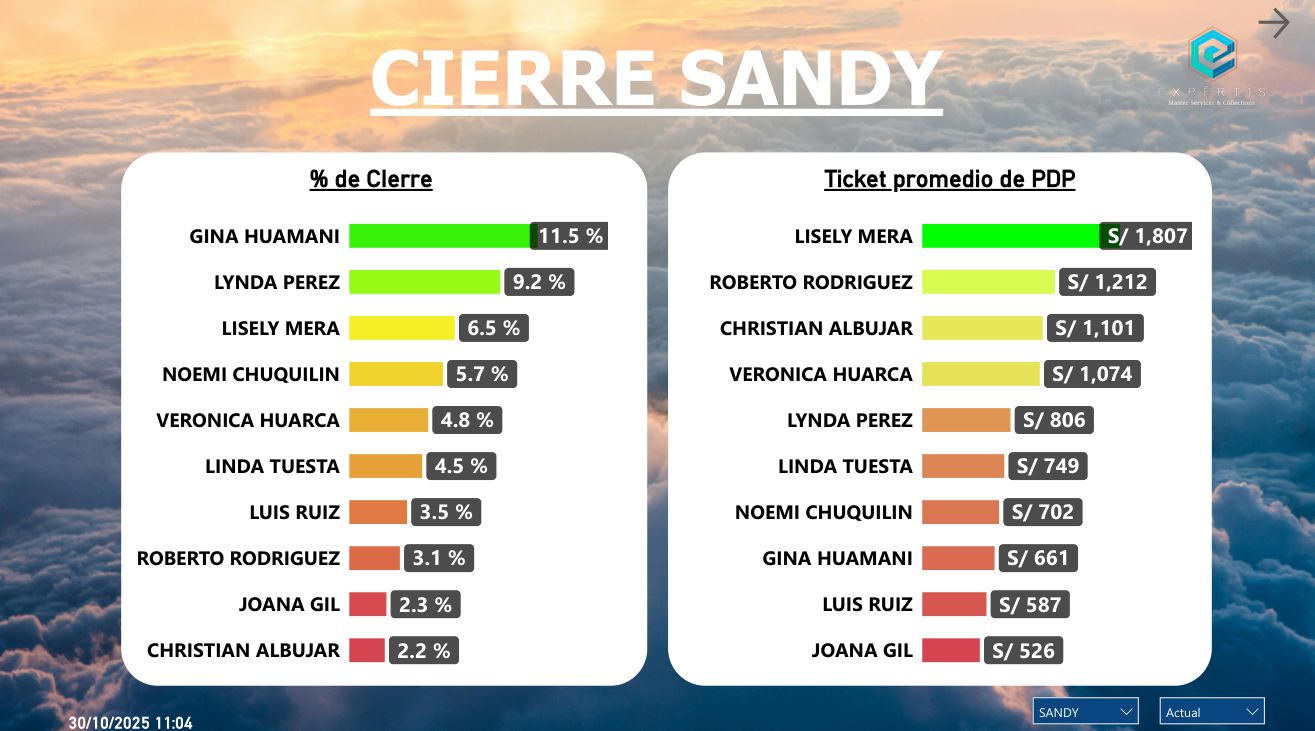 CIERRE SANDY
EXPERTIS
Master Servicer & Collections
% de CIerre
GINA HUAMANI 11.5 %
LYNDA PEREZ 9.2 %
LISELY MERA 6.5 %
NOEMI CHUQUILIN 5.7 %
VERONICA HUARCA 4.8 %
LINDA TUESTA 4.5 %
LUIS RUIZ 3.5 %
ROBERTO RODRIGUEZ 3.1 %
JOANA GIL 2.3 %
CHRISTIAN ALBUJAR 2.2 %
Ticket promedio de PDP
LISELY MERA S/ 1,807
ROBERTO RODRIGUEZ S/ 1,212
CHRISTIAN ALBUJAR S/ 1,101
VERONICA HUARCA S/ 1,074
LYNDA PEREZ S/ 806
LINDA TUESTA S/ 749
NOEMI CHUQUILIN S/ 702
GINA HUAMANI S/ 661
LUIS RUIZ S/ 587
JOANA GIL S/ 526
30/10/2025 11:04
SANDY
Actual